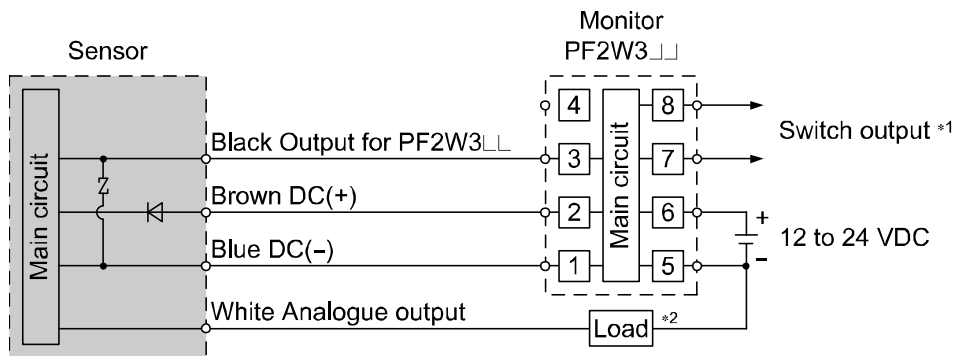 Monitor
PF2W3⎵⎵
Sensor
Main circuit
Black Output for PF2W3⎵⎵
Brown DC(+)
Blue DC(−)
White Analogue output
4
3
2
1
Main circuit
8
7
6
5
Switch output *1
+
12 to 24 VDC
−
Load *2